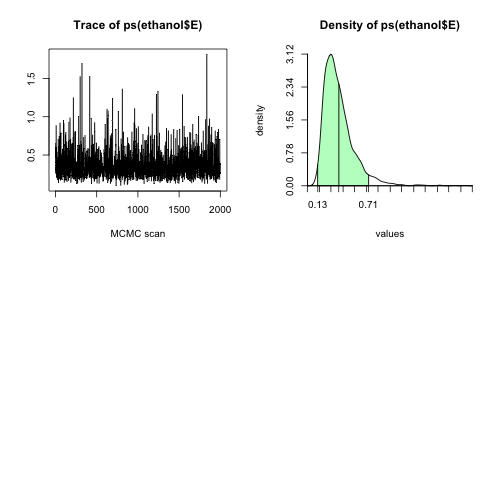 Trace of ps(ethanol$E)
0.5 1.0 1.5
0 500 1000 1500 2000
MCMC scan
Density of ps(ethanol$E)
density
0.00 0.78 1.56 2.34 3.12
0.13 0.71
values